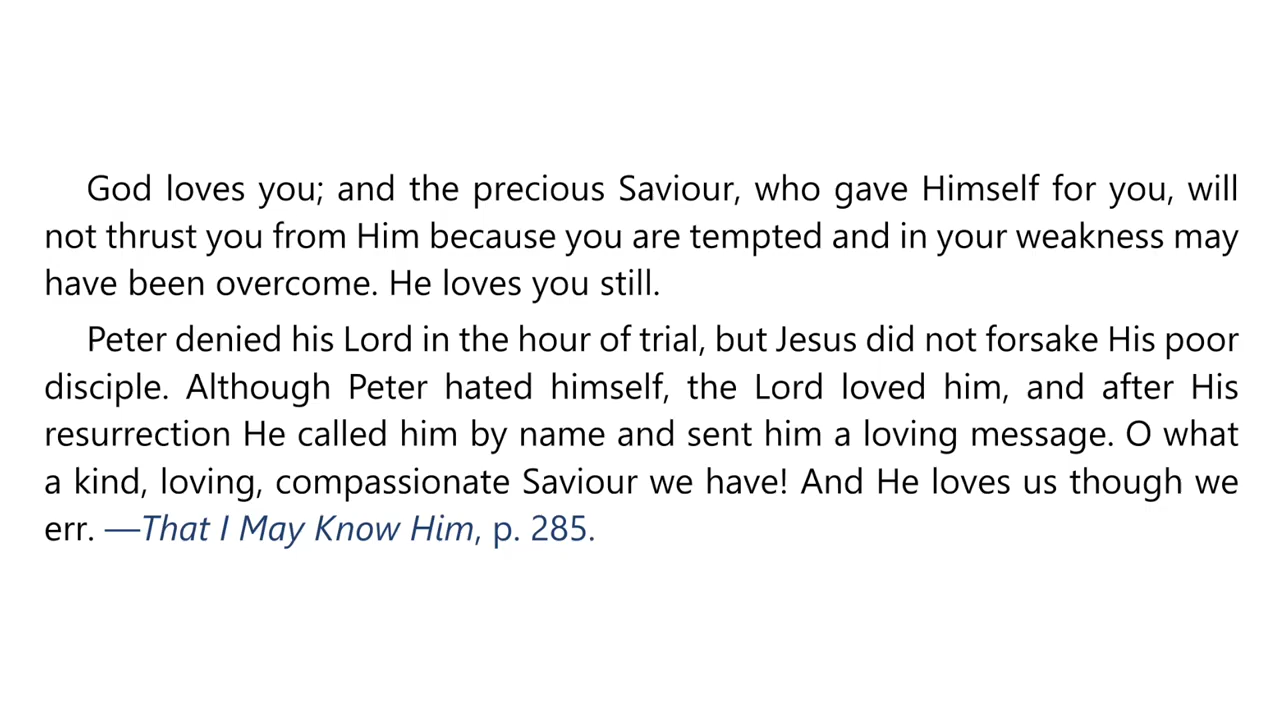 God loves you; and the precious Saviour, who gave Himself for you, will
not thrust you from Him because you are tempted and in your weakness may
have been overcome. He loves you still.
Peter denied his Lord in the hour of trial, but Jesus did not forsake His poor
disciple. Although Peter hated himself, the Lord loved him, and after His
resurrection He called him by name and sent him a loving message. O what
a kind, loving, compassionate Saviour we have! And He loves us though we
err. —That I May Know Him, p. 285.